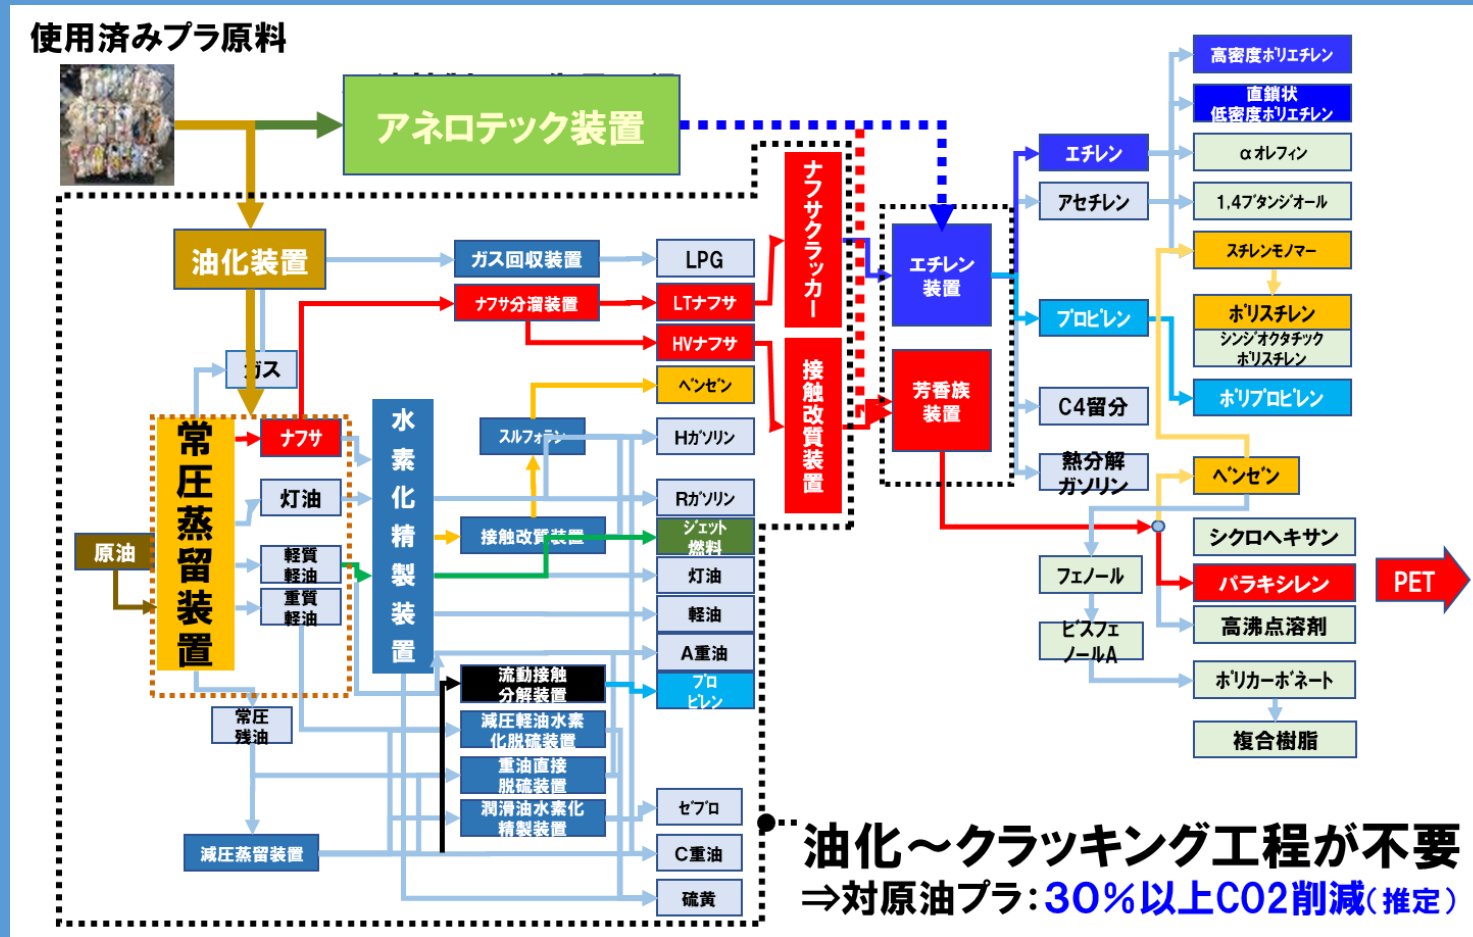 使用済みプラ原料
アネロテック装置
油化装置
ガス回収装置
LPG
ナフサ分溜装置
LTナフサ
HVナフサ
ナフサクラッカー
接触改質装置
ガス
ベンゼン
常圧蒸留装置
ナフサ
灯油
軽質
軽油
重質
軽油
原油
水素化精製装置
スルフォラン
Hガソリン
Rガソリン
接触改質装置
ジェット
燃料
灯油
軽油
A重油
流動接触
分解装置
プロ
ピレン
常圧
残油
減圧軽油水素
化脱硫装置
重油直接
脱硫装置
潤滑油水素化
精製装置
ゼプロ
減圧蒸留装置
C重油
硫黄
エチレン
装置
芳香族
装置
エチレン
アセチレン
プロピレン
C4留分
熱分解
ガソリン
高密度ポリエチレン
直鎖状
低密度ポリエチレン
αオレフィン
1,4ブタンジオール
スチレンモノマー
ポリスチレン
シンジオクタチック
ポリスチレン
ポリプロピレン
ベンゼン
シクロヘキサン
フェノール
パラキシレン
PET
高沸点溶剤
ビスフェ
ノールA
ポリカーボネート
複合樹脂
油化～クラッキング工程が不要
⇒対原油プラ：30%以上CO2削減（推定）